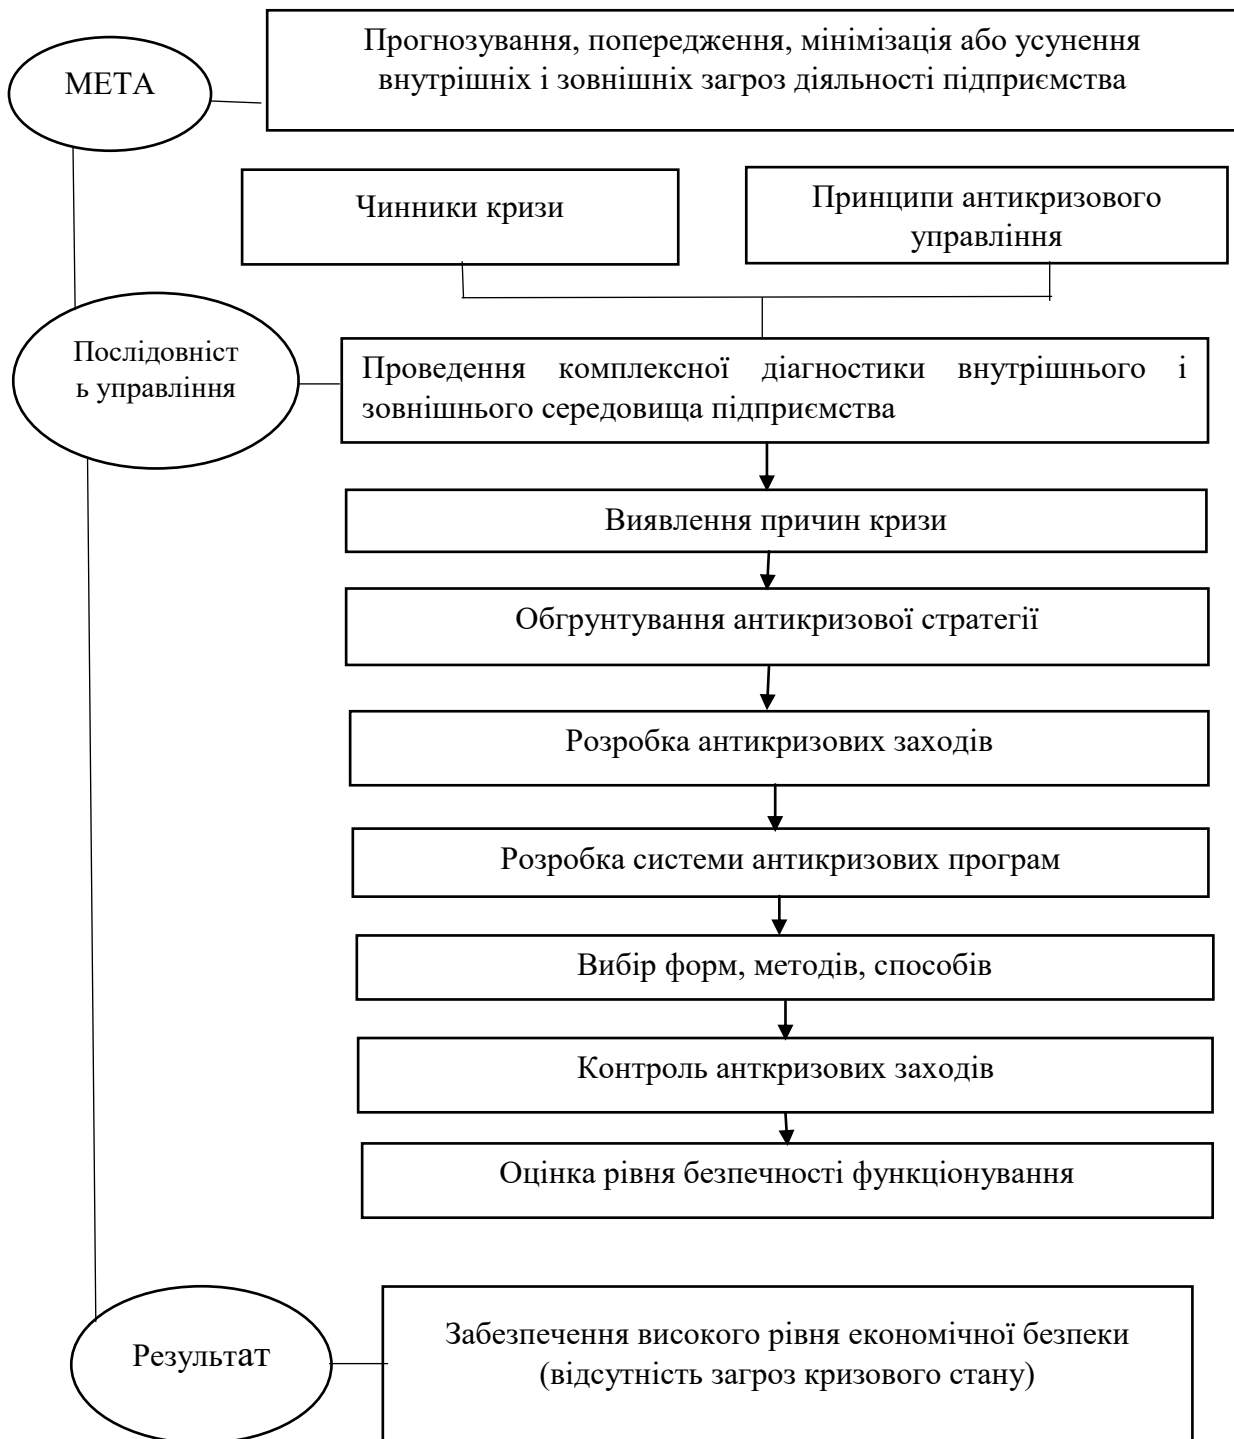 МЕТА
Прогнозування, попередження, мінімізація або усунення
внутрішніх і зовнішніх загроз діяльності підприємства
Чинники кризи
Принципи антикризового
управління
Послідовніст
ь управління
Проведення комплексної діагностики внутрішнього і
зовнішнього середовища підприємства
Виявлення причин кризи
Обгрунтування антикризової стратегії
Розробка антикризових заходів
Розробка системи антикризових програм
Вибір форм, методів, способів
Контроль анткризових заходів
Оцінка рівня безпечності функціонування
Результат
Забезпечення високого рівня економічної безпеки
(відсутність загроз кризового стану)